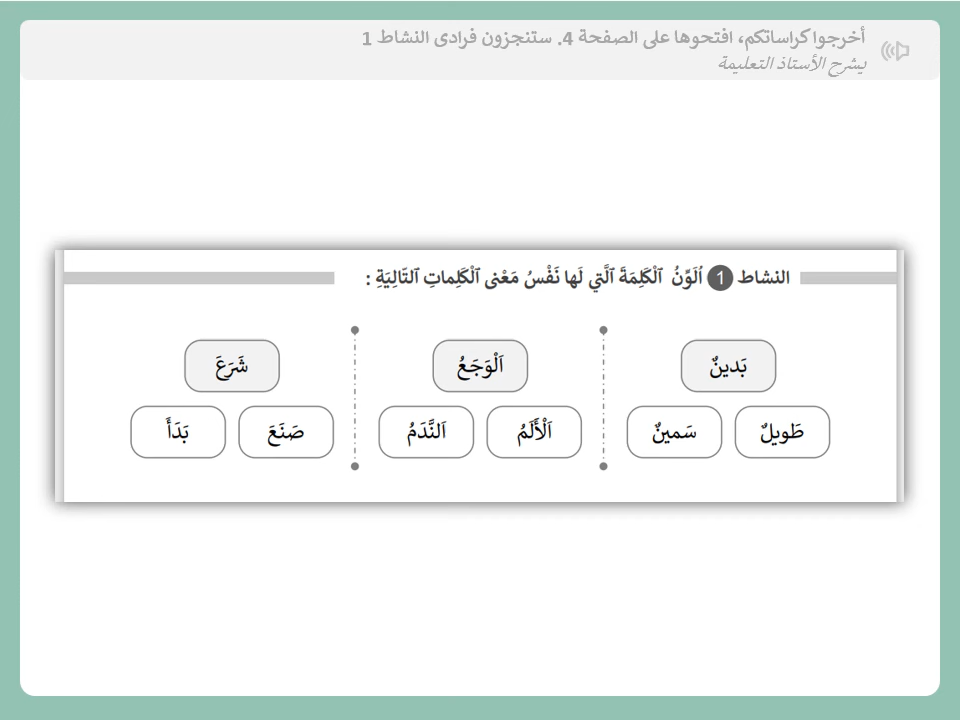 أخرجوا كراساتكم، افتحوها على الصفحة 4. ستنجزون فرادى النشاط 1
يشرح الأستاذ التعليمة
النشاط 1 اُلَوِّنُ ٱلْكَلِمَةَ ٱلَّتِي لَها نَفْسُ مَعْنى ٱلْكَلِماتِ ٱلتّالِيَةِ :
بَدينٌ اَلْوَجَعُ شَرَعَ
طَويلٌ سَمينٌ اَلْأَلَمُ اَلنَّدَمُ صَنَعَ بَدَأَ